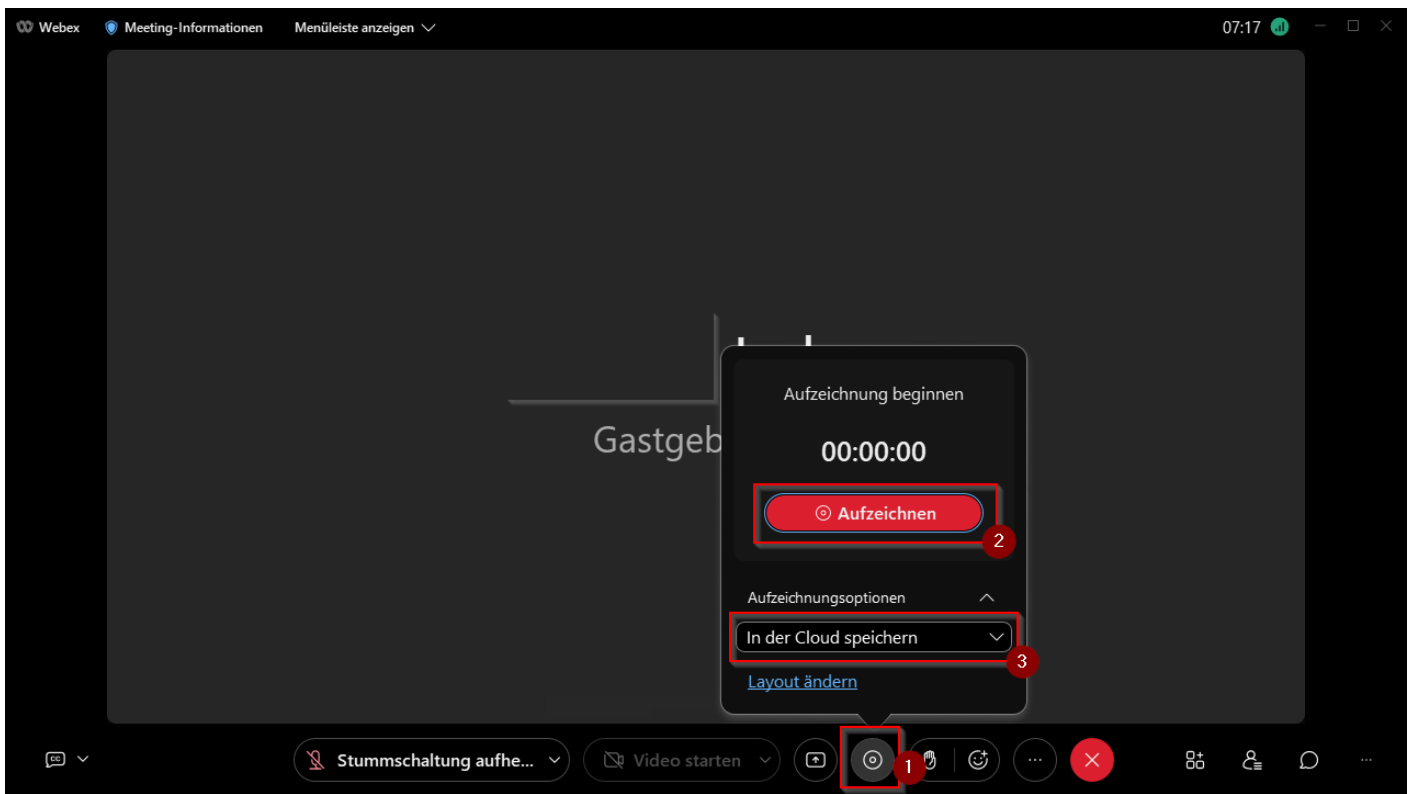 Webex Meeting-Informationen Menüleiste anzeigen 07:17
Aufzeichnung beginnen
Gastgeb
00:00:00
Aufzeichnen
2
Aufzeichnungsoptionen
In der Cloud speichern
3
Layout ändern
CC Stummschaltung aufhe... Video starten 1 ... ...